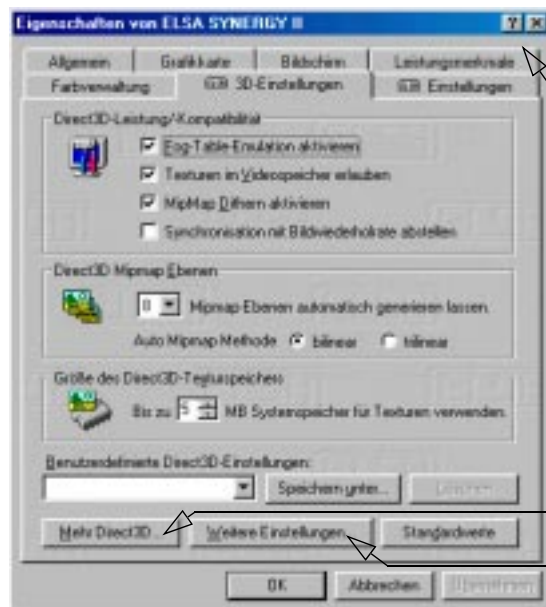 Eigenschaften von ELSA SYNERGY II
Allgemein Grafikkarte Bildschirm Leistungsmerkmale
Farbverwaltung 3D-Einstellungen Einstellungen
Direct3D-Leistung/-Kompatibilität
Fog-Table-Emulation aktivieren
Texturen in Videospeicher erlauben
MipMap Dithern aktivieren
Synchronisation mit Bildwiederholrate abstellen
Direct3D Mipmap Ebenen
0 Mipmap-Ebenen automatisch generieren lassen.
Auto Mipmap Methode bilinear trilinear
Größe des Direct3D-Texturspeichers
Bis zu 5 MB Systemspeicher für Texturen verwenden.
Benutzerdefinierte Direct3D-Einstellungen:
Speichern unter... Löschen...
Mehr Direct3D... Weitere Einstellungen... Standardwerte
OK Abbrechen Übernehmen